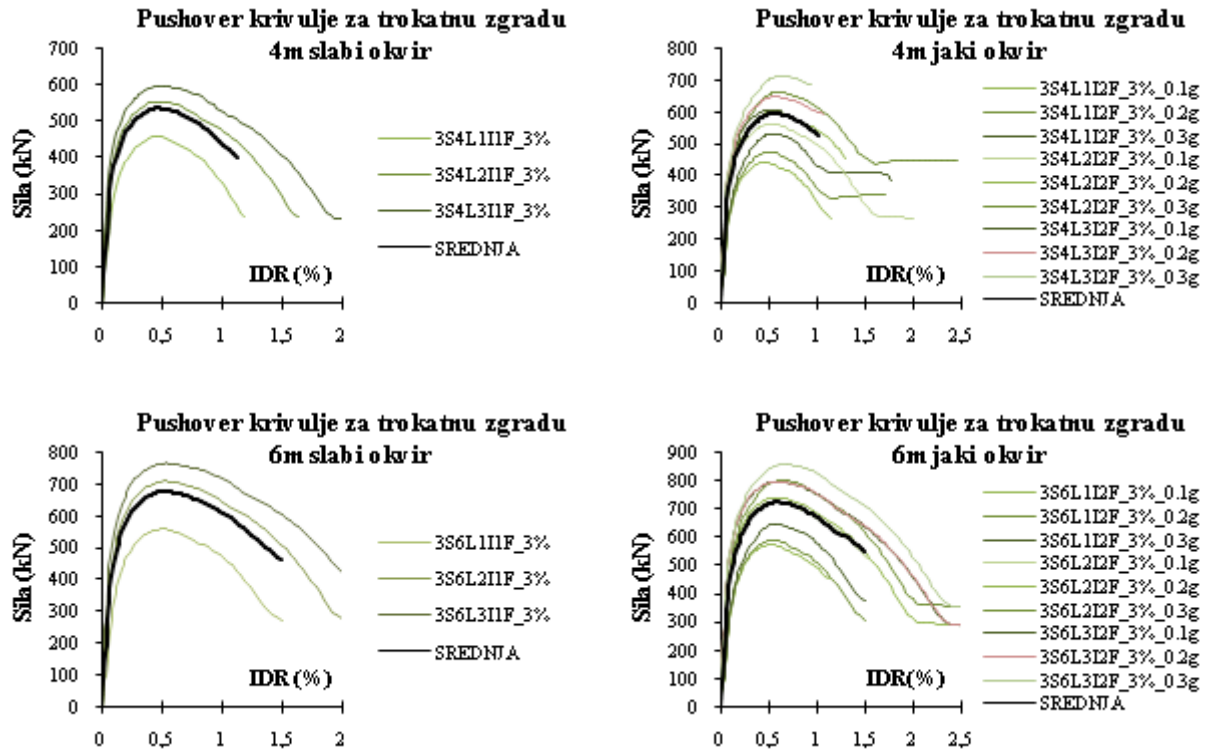 Pushover krivulje za trokatnu zgradu
4m slabi okvir
700
600
500
400
300
200
100
0
Sila (kN)
IDR (%)
0
0,5
1
1,5
2
3S4L1I1F_3%
3S4L2I1F_3%
3S4L3I1F_3%
SREDNJA
Pushover krivulje za trokatnu zgradu
4m jaki okvir
800
700
600
500
400
300
200
100
0
Sila (kN)
IDR(%)
0
0,5
1
1,5
2
2,5
3S4L1I2F_3%_0.1g
3S4L1I2F_3%_0.2g
3S4L1I2F_3%_0.3g
3S4L2I2F_3%_0.1g
3S4L2I2F_3%_0.2g
3S4L2I2F_3%_0.3g
3S4L3I2F_3%_0.1g
3S4L3I2F_3%_0.2g
3S4L3I2F_3%_0.3g
SREDNJA
Pushover krivulje za trokatnu zgradu
6m slabi okvir
800
700
600
500
400
300
200
100
0
Sila (kN)
IDR (%)
0
0,5
1
1,5
2
3S6L1I1F_3%
3S6L2I1F_3%
3S6L3I1F_3%
SREDNJA
Pushover krivulje za trokatnu zgradu
6m jaki okvir
900
800
700
600
500
400
300
200
100
0
Sila (kN)
IDR(%)
0
0,5
1
1,5
2
2,5
3S6L1I2F_3%_0.1g
3S6L1I2F_3%_0.2g
3S6L1I2F_3%_0.3g
3S6L2I2F_3%_0.1g
3S6L2I2F_3%_0.2g
3S6L2I2F_3%_0.3g
3S6L3I2F_3%_0.1g
3S6L3I2F_3%_0.2g
3S6L3I2F_3%_0.3g
SREDNJA